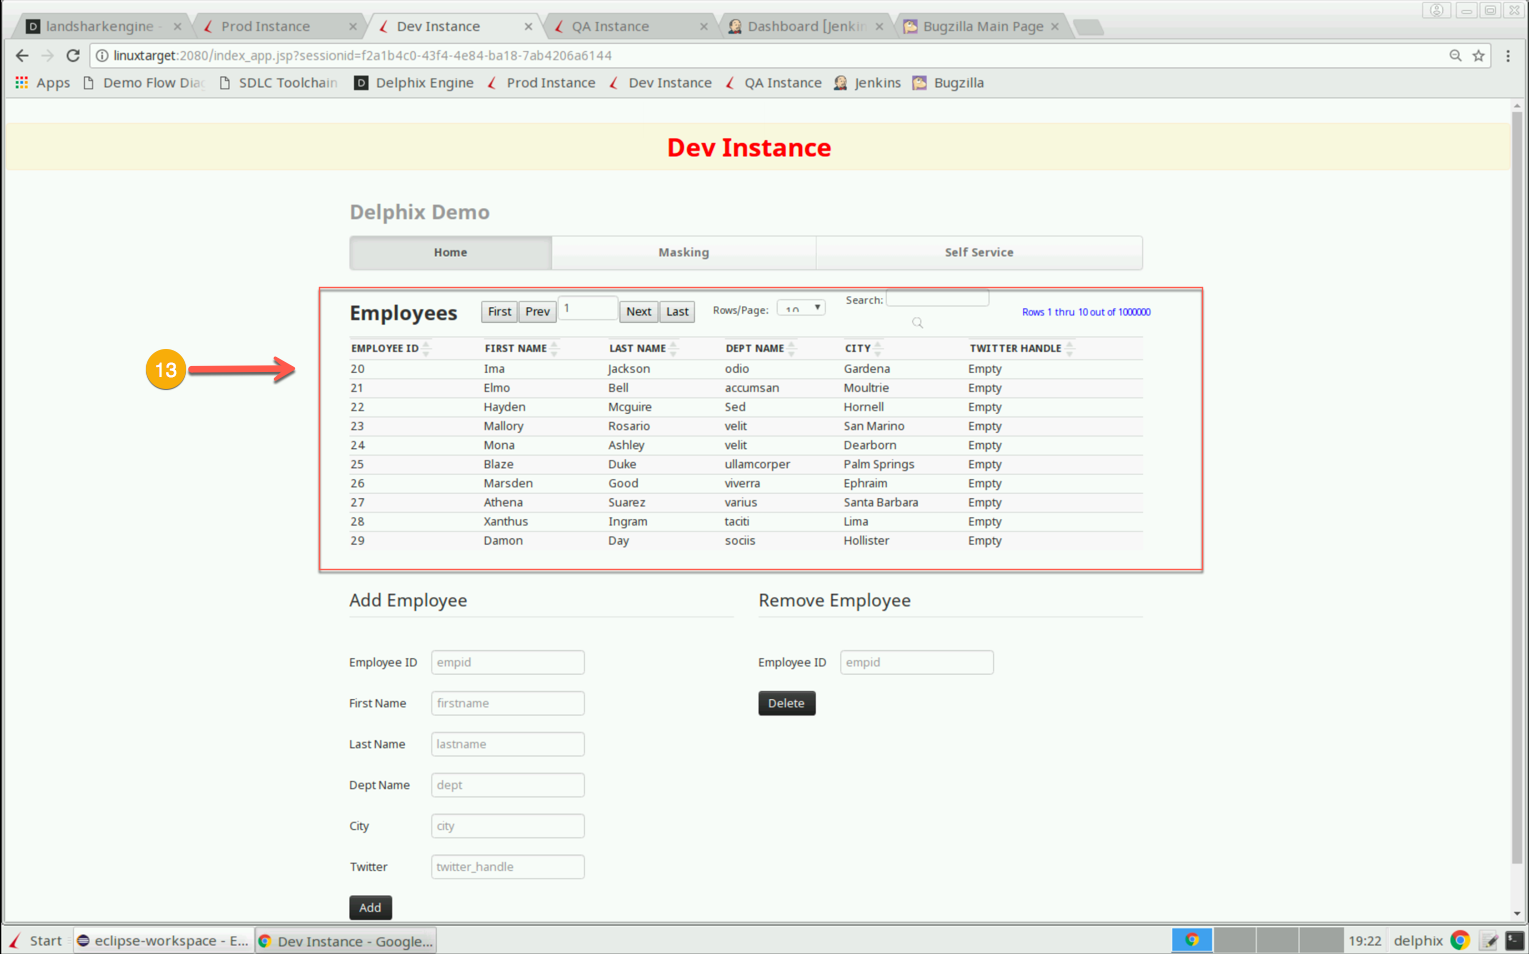 landsharkengine -
Prod Instance
Dev Instance
QA Instance
Dashboard [Jenkin
Bugzilla Main Page
linuxtarget:2080/index_app.jsp?sessionid=f2a1b4c0-43f4-4e84-ba18-7ab4206a6144
Apps Demo Flow Diag SDLC Toolchain Delphix Engine Prod Instance Dev Instance QA Instance Jenkins Bugzilla
Dev Instance
Delphix Demo
Home Masking Self Service
Employees First Prev 1 Next Last Rows/Page: 10 Search: Rows 1 thru 10 out of 1000000
EMPLOYEE ID FIRST NAME LAST NAME DEPT NAME CITY TWITTER HANDLE
13
20 Ima Jackson odio Gardena Empty
21 Elmo Bell accumsan Moultrie Empty
22 Hayden Mcguire Sed Hornell Empty
23 Mallory Rosario velit San Marino Empty
24 Mona Ashley velit Dearborn Empty
25 Blaze Duke ullamcorper Palm Springs Empty
26 Marsden Good viverra Ephraim Empty
27 Athena Suarez varius Santa Barbara Empty
28 Xanthus Ingram taciti Lima Empty
29 Damon Day sociis Hollister Empty
Add Employee
Employee ID empid
First Name firstname
Last Name lastname
Dept Name dept
City city
Twitter twitter_handle
Add
Remove Employee
Employee ID empid
Delete
Start eclipse-workspace - E... Dev Instance - Google... 19:22 delphix